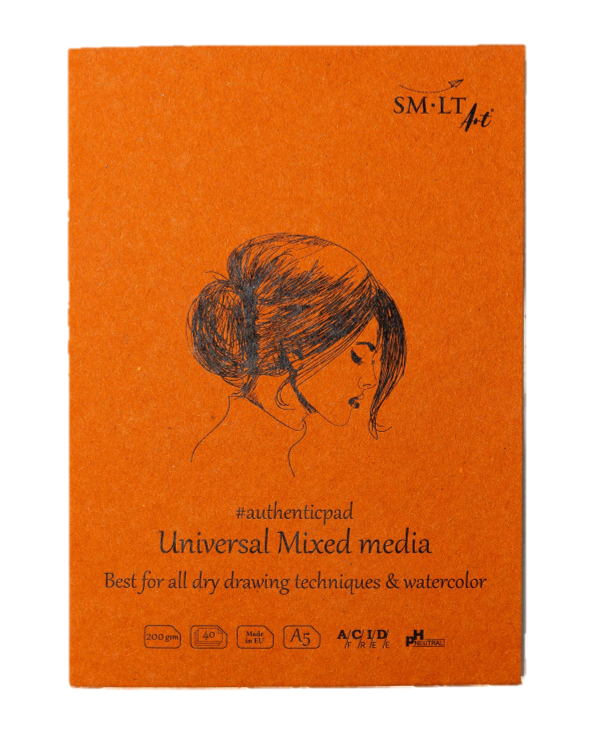 SM·LT
Art
#authenticpad
Universal Mixed media
Best for all dry drawing techniques & watercolor
200 gsm 40 Made in EU A5 A/C/I/D/ /F /R /E /E pH NEUTRAL